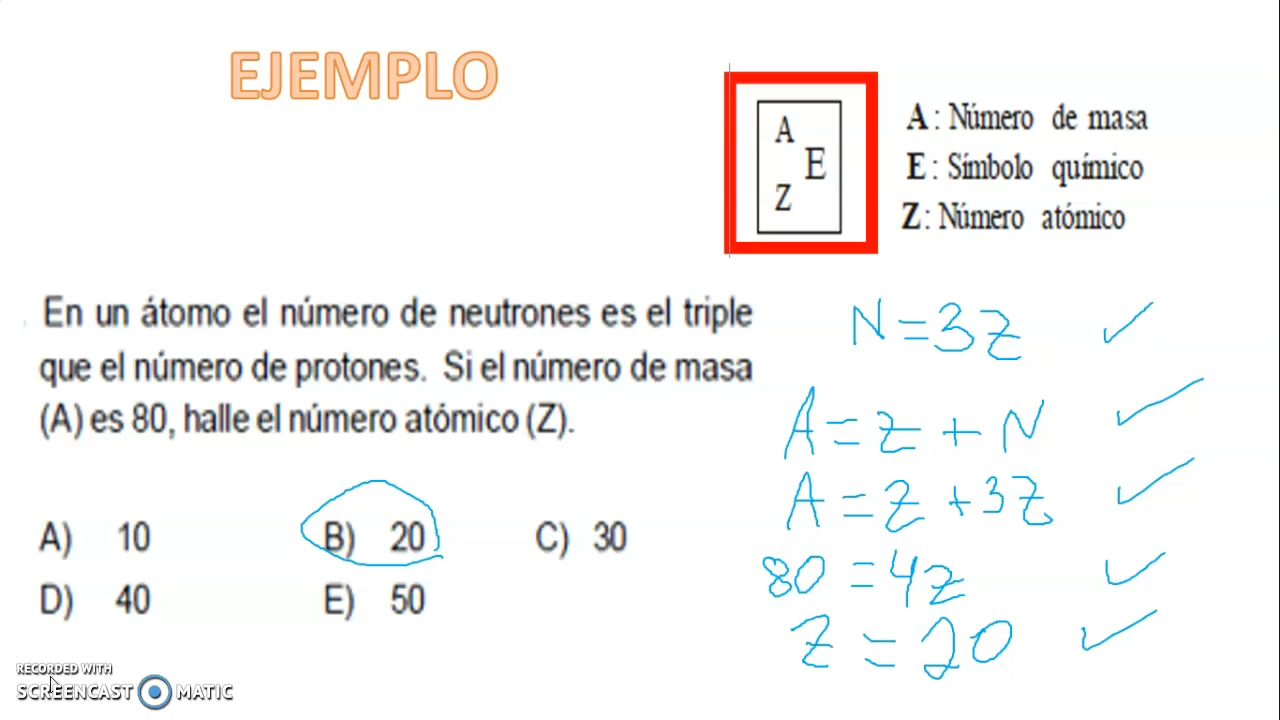 EJEMPLO
A
E
Z
A : Número de masa
E : Símbolo químico
Z : Número atómico
En un átomo el número de neutrones es el triple
que el número de protones. Si el número de masa
(A) es 80, halle el número atómico (Z).
A) 10 B) 20 C) 30
D) 40 E) 50
N = 3Z
A = Z + N
A = Z + 3Z
80 = 4Z
Z = 20
RECORDED WITH
SCREENCAST MATIC